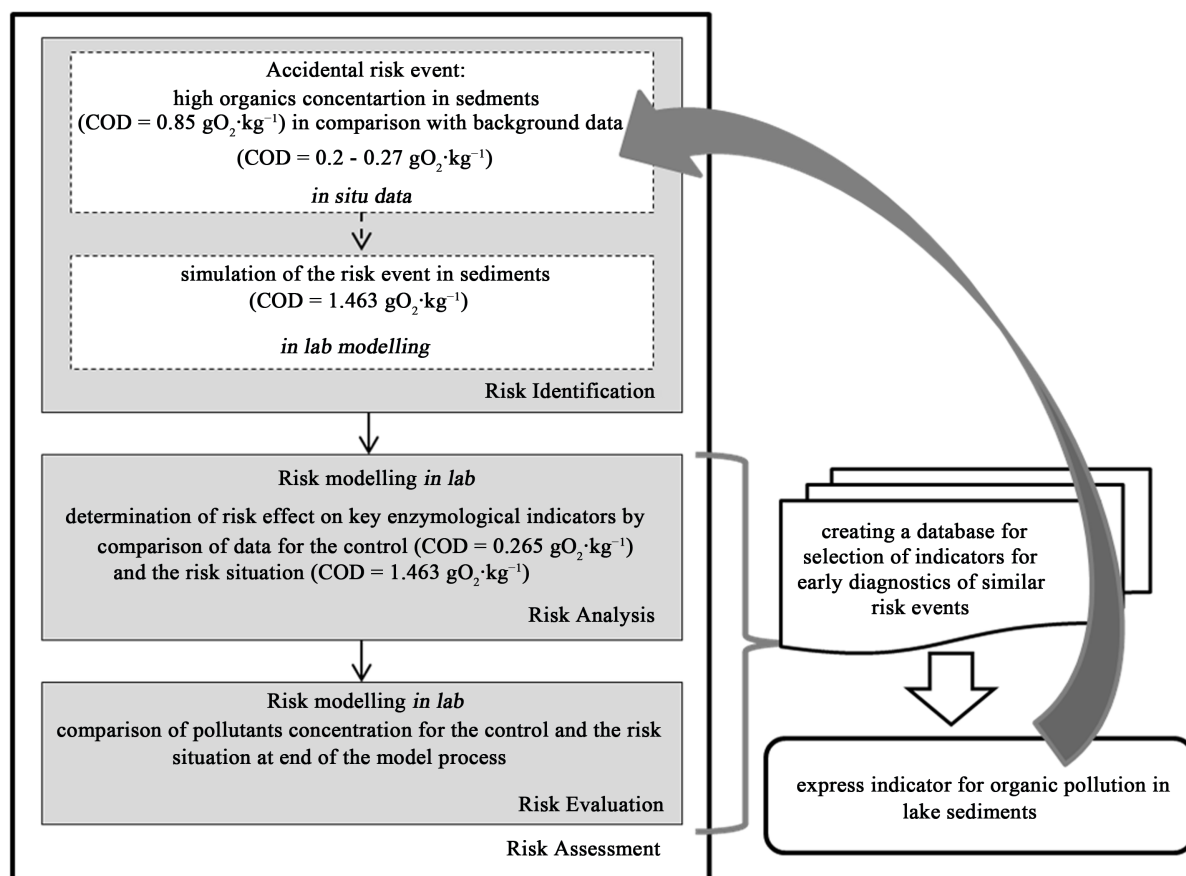 Accidental risk event:
high organics concentartion in sedments
(COD = 0.85 gO₂·kg⁻¹) in comparison with background data
(COD = 0.2 - 0.27 gO₂·kg⁻¹)
in situ data
simulation of the risk event in sediments
(COD = 1.463 gO₂·kg⁻¹)
in lab modelling
Risk Identification
Risk modelling in lab
determination of risk effect on key enzymological indicators by
comparison of data for the control (COD = 0.265 gO₂·kg⁻¹)
and the risk situation (COD = 1.463 gO₂·kg⁻¹)
Risk Analysis
Risk modelling in lab
comparison of pollutants concentration for the control and the risk
situation at end of the model process
Risk Evaluation
Risk Assessment
creating a database for
selection of indicators for
early diagnostics of similar
risk events
express indicator for organic pollution in
lake sediments